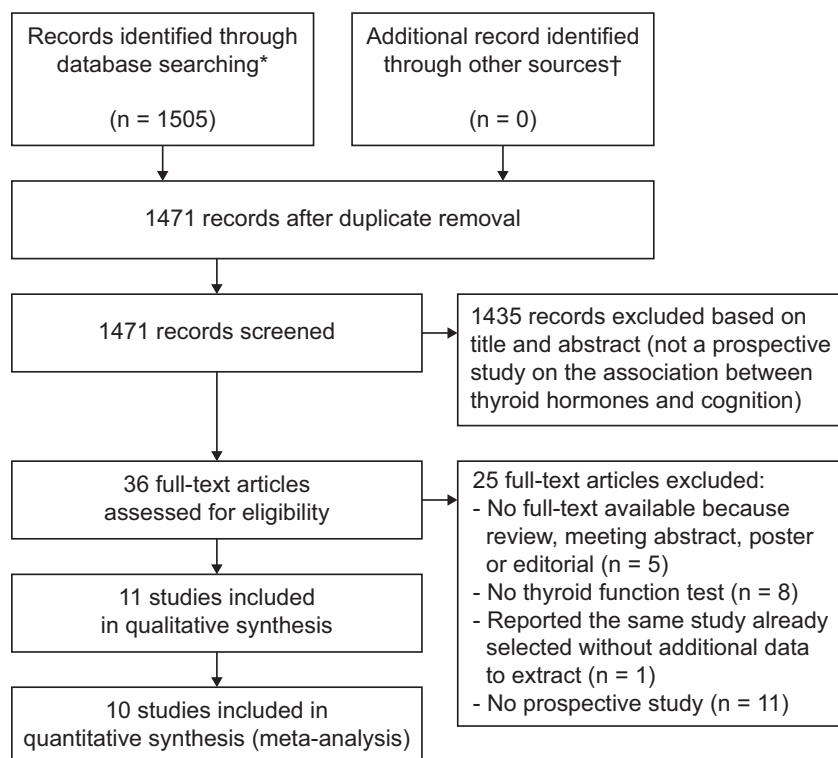 Records identified through
database searching*
(n = 1505)
Additional record identified
through other sources†
(n = 0)
1471 records after duplicate removal
1471 records screened
1435 records excluded based on
title and abstract (not a prospective
study on the association between
thyroid hormones and cognition)
36 full-text articles
assessed for eligibility
25 full-text articles excluded:
- No full-text available because
review, meeting abstract, poster
or editorial (n = 5)
- No thyroid function test (n = 8)
- Reported the same study already
selected without additional data
to extract (n = 1)
- No prospective study (n = 11)
11 studies included
in qualitative synthesis
10 studies included in
quantitative synthesis (meta-analysis)